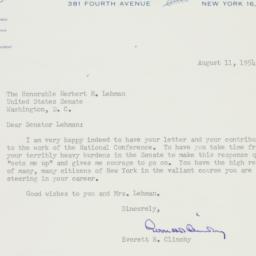 381 FOURTH AVENUE NEW YORK 16,
August 11, 195
The Honorable Herbert H. Lehman
United States Senate
Washington, D. C.
Dear Senator Lehman:
I am very happy indeed to have your letter and your contribu
to the work of the National Conference. To have you take time fr
your terribly heavy burdens in the Senate to make this response q
"sets me up" and gives me courage to go on. You have the high re
of many, many citizens of New York in the valiant course you are
steering in your career.
Good wishes to you and Mrs. Lehman.
Sincerely,
Everett R. Clinchy